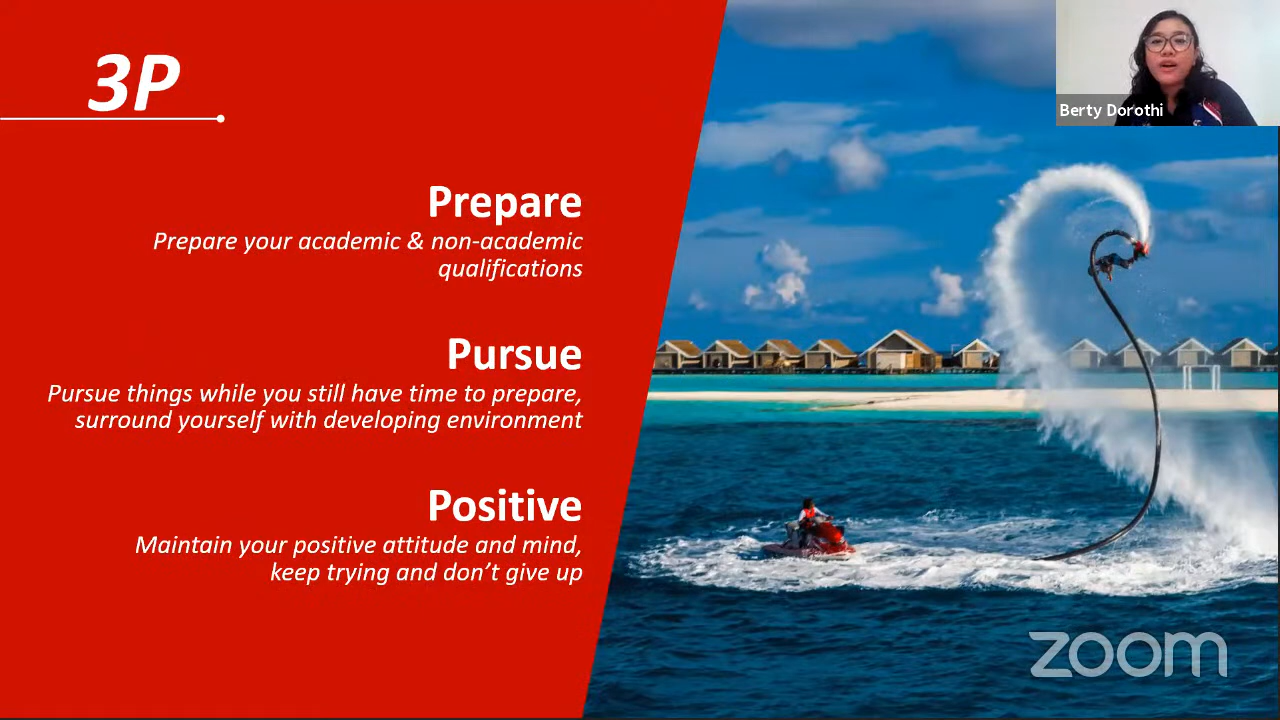 3P
Prepare
Prepare your academic & non-academic
qualifications
Pursue
Pursue things while you still have time to prepare,
surround yourself with developing environment
Positive
Maintain your positive attitude and mind,
keep trying and don’t give up
Berty Dorothi
zoom